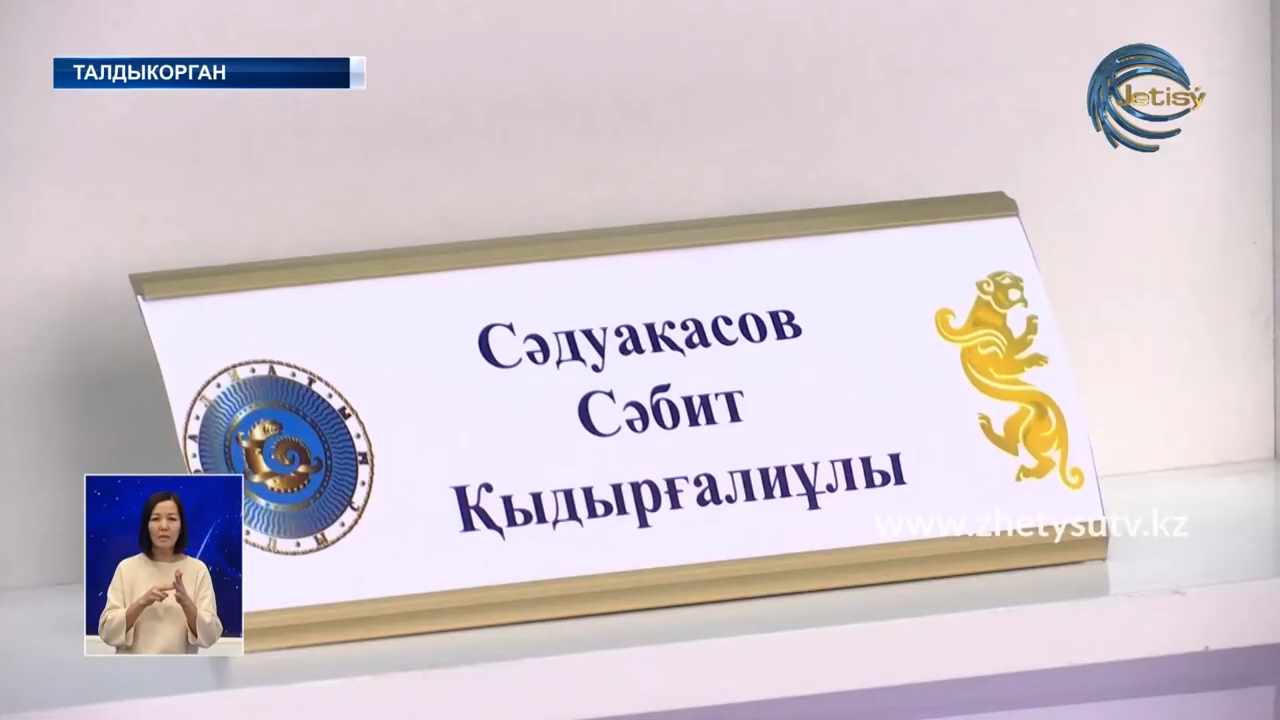 ТАЛДЫКОРГАН
Jetisý
Сәдуақасов
Сәбит
Қыдырғалиұлы
www.zhetysutv.kz